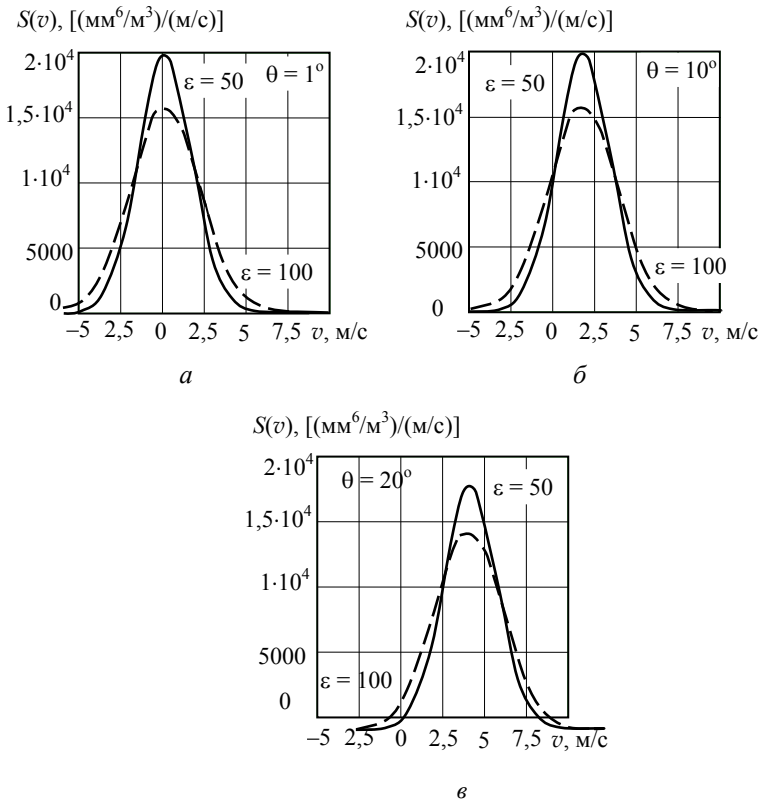 S(v), [(мм⁶/м³)/(м/с)]
2·10⁴
1,5·10⁴
1·10⁴
5000
0
ε = 50
θ = 1º
ε = 100
–5 2,5 0 2,5 5 7,5 v, м/с
а
S(v), [(мм⁶/м³)/(м/с)]
2·10⁴
1,5·10⁴
1·10⁴
5000
0
ε = 50
θ = 10º
ε = 100
–5 –2,5 0 2,5 5 7,5 v, м/с
б
S(v), [(мм⁶/м³)/(м/с)]
2·10⁴
1,5·10⁴
1·10⁴
5000
0
θ = 20º
ε = 50
ε = 100
–5 2,5 0 2,5 5 7,5 v, м/с
в